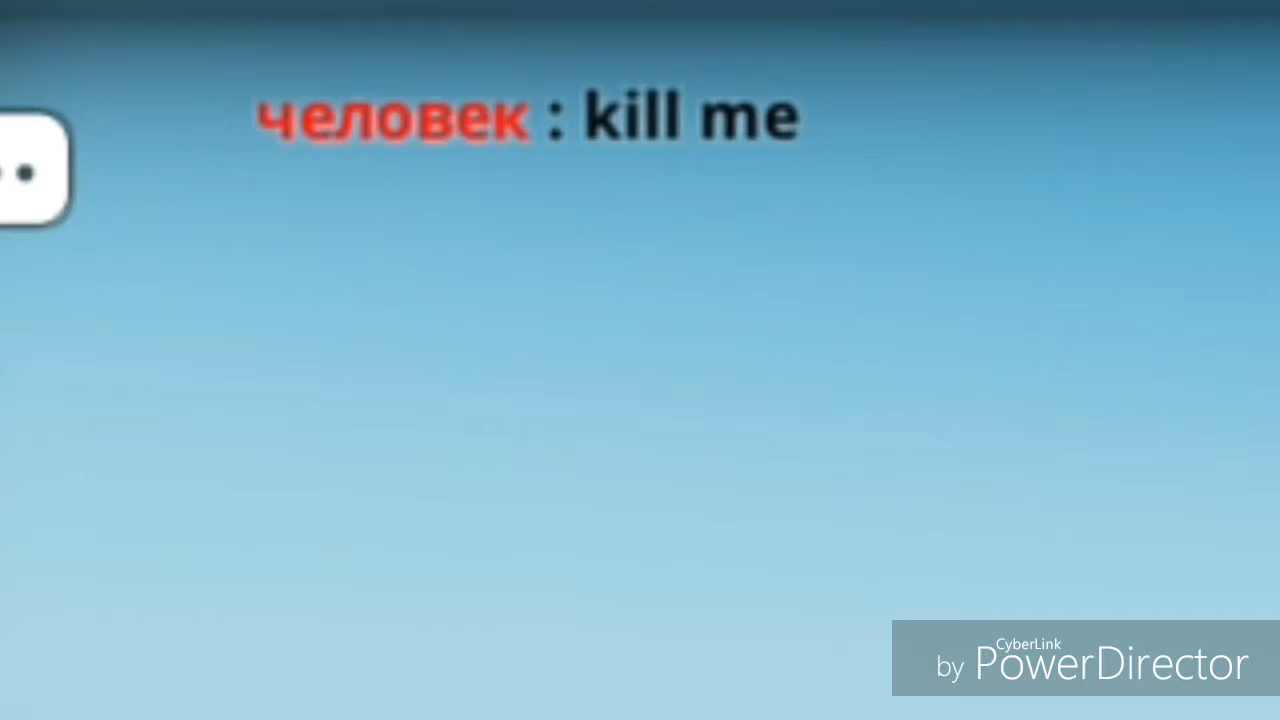 человек : kill me
CyberLink
by PowerDirector